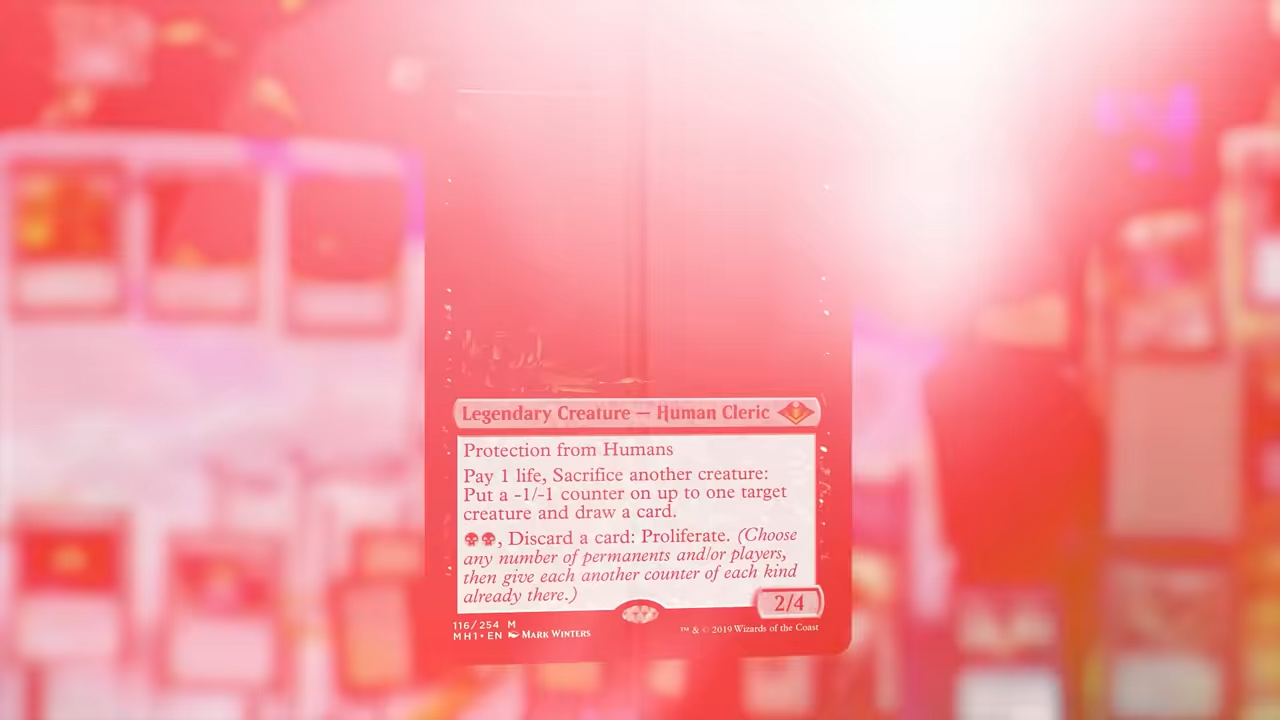 Legendary Creature — Human Cleric
Protection from Humans
Pay 1 life, Sacrifice another creature:
Put a -1/-1 counter on up to one target
creature and draw a card.
, Discard a card: Proliferate. (Choose
any number of permanents and/or players,
then give each another counter of each kind
already there.)
2/4
116/254 M
MH1 • EN Mark Winters
™ & © 2019 Wizards of the Coast